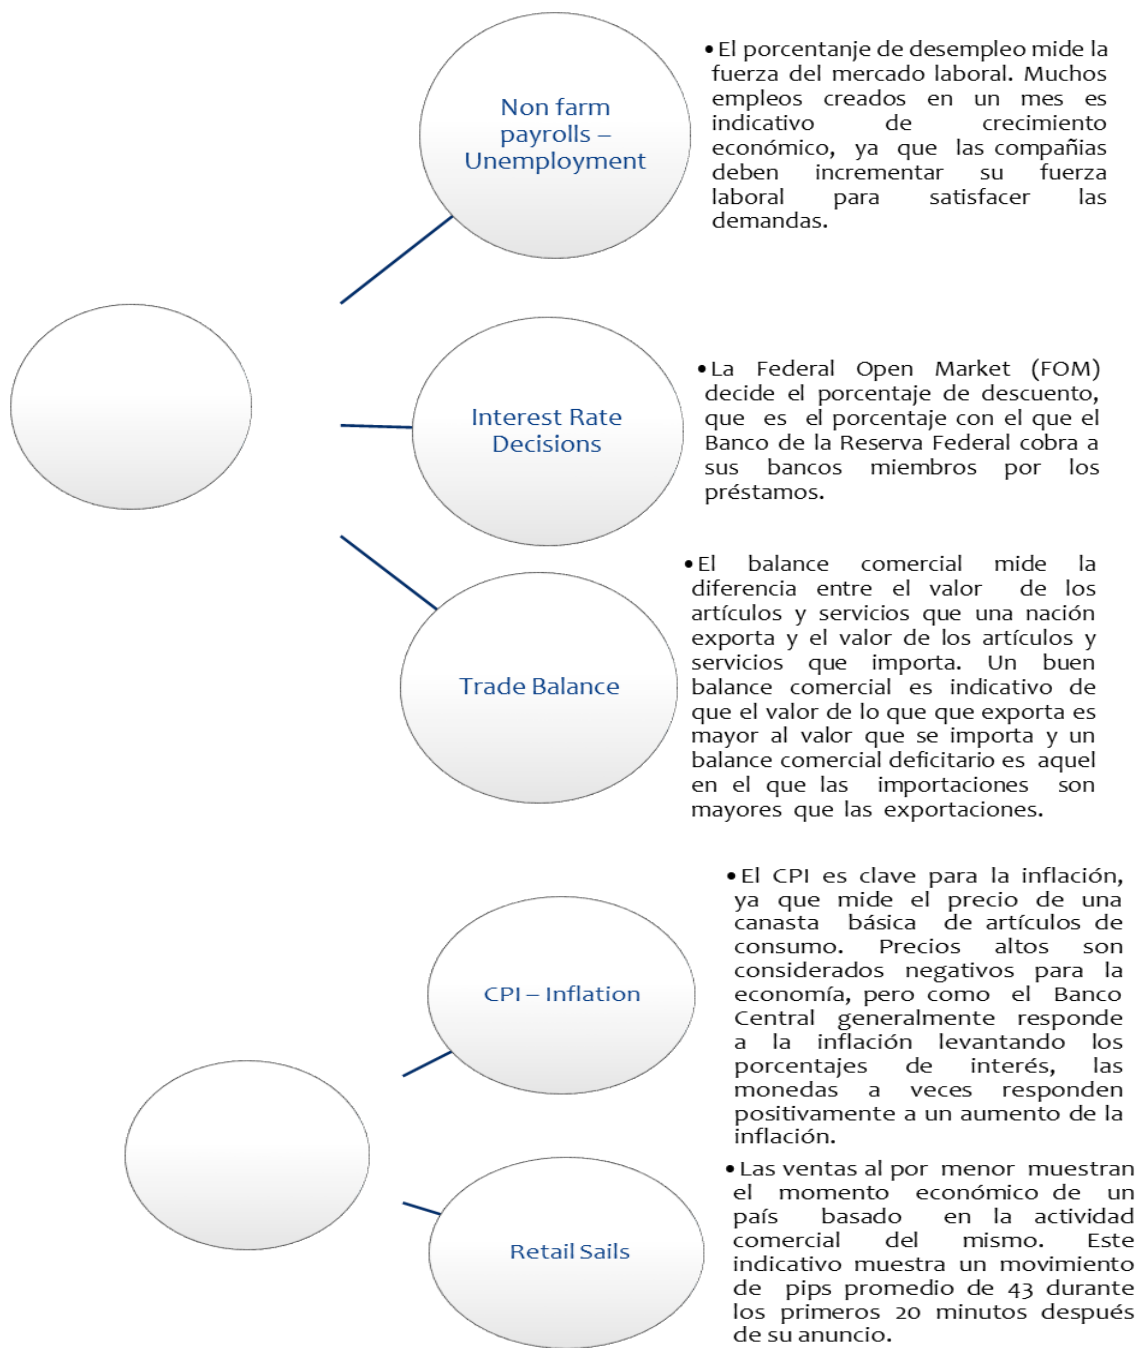 Non farm
payrolls –
Unemployment
•El porcentanje de desempleo mide la
fuerza del mercado laboral. Muchos
empleos creados en un mes es
indicativo de crecimiento
económico, ya que las compañias
deben incrementar su fuerza
laboral para satisfacer las
demandas.
Interest Rate
Decisions
•La Federal Open Market (FOM)
decide el porcentaje de descuento,
que es el porcentaje con el que el
Banco de la Reserva Federal cobra a
sus bancos miembros por los
préstamos.
Trade Balance
•El balance comercial mide la
diferencia entre el valor de los
artículos y servicios que una nación
exporta y el valor de los artículos y
servicios que importa. Un buen
balance comercial es indicativo de
que el valor de lo que que exporta es
mayor al valor que se importa y un
balance comercial deficitario es aquel
en el que las importaciones son
mayores que las exportaciones.
CPI – Inflation
•El CPI es clave para la inflación,
ya que mide el precio de una
canasta básica de artículos de
consumo. Precios altos son
considerados negativos para la
economía, pero como el Banco
Central generalmente responde
a la inflación levantando los
porcentajes de interés, las
monedas a veces responden
positivamente a un aumento de la
inflación.
Retail Sails
•Las ventas al por menor muestran
el momento económico de un
país basado en la actividad
comercial del mismo. Este
indicativo muestra un movimiento
de pips promedio de 43 durante
los primeros 20 minutos después
de su anuncio.